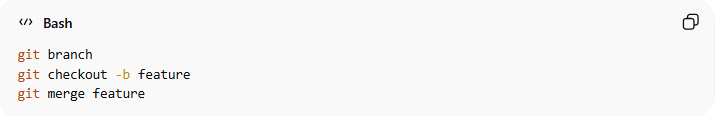 Bash
git branch
git checkout -b feature
git merge feature